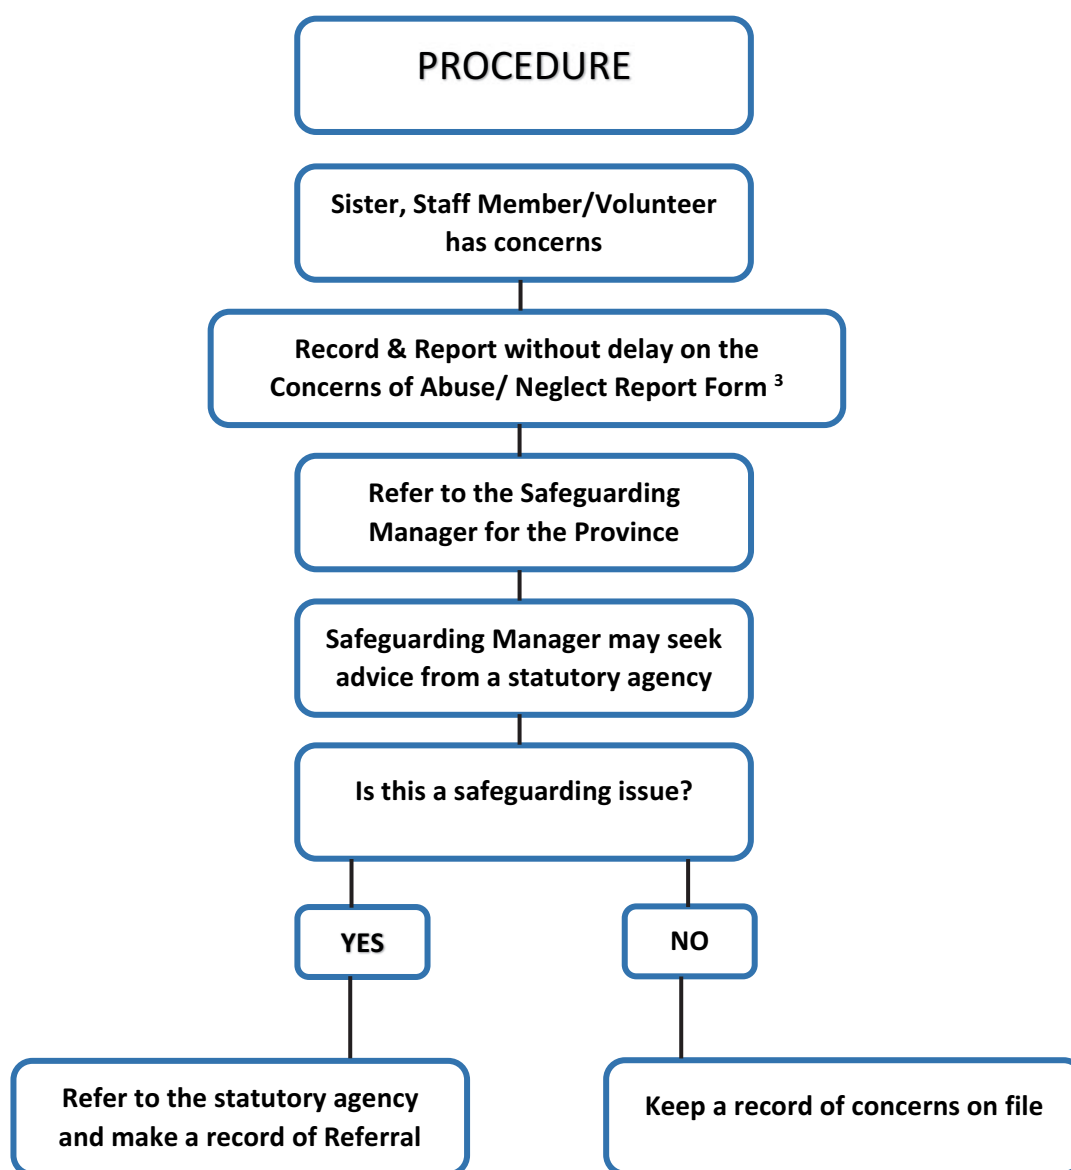 PROCEDURE
Sister, Staff Member/Volunteer
has concerns
Record & Report without delay on the
Concerns of Abuse/ Neglect Report Form ³
Refer to the Safeguarding
Manager for the Province
Safeguarding Manager may seek
advice from a statutory agency
Is this a safeguarding issue?
YES
NO
Refer to the statutory agency
and make a record of Referral
Keep a record of concerns on file